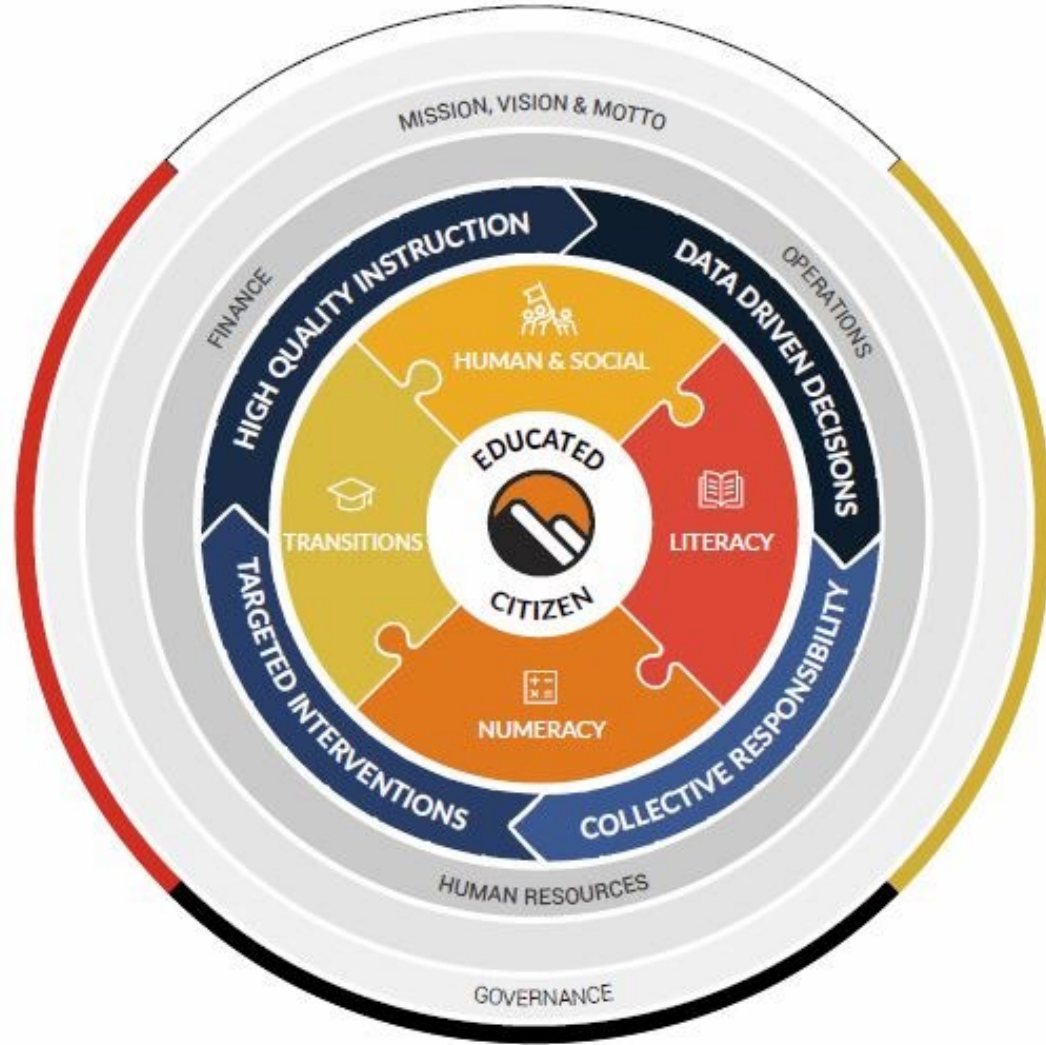 MISSION, VISION & MOTTO
FINANCE
OPERATIONS
HIGH QUALITY INSTRUCTION
DATA DRIVEN DECISIONS
HUMAN & SOCIAL
EDUCATED
CITIZEN
TRANSITIONS
LITERACY
NUMERACY
TARGETED INTERVENTIONS
COLLECTIVE RESPONSIBILITY
HUMAN RESOURCES
GOVERNANCE